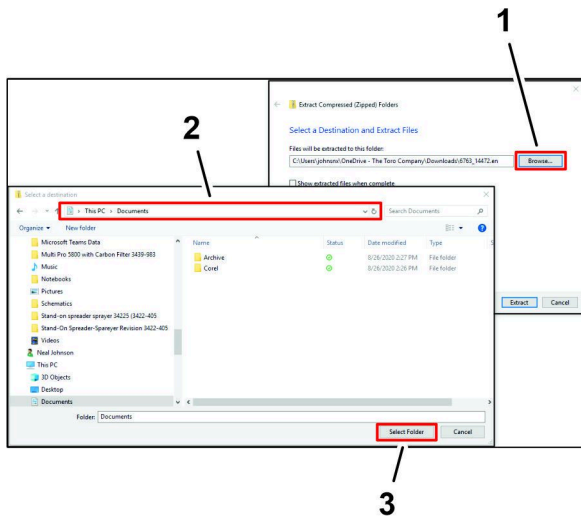 1
2
Extract Compressed (Zipped) Folders
Select a Destination and Extract Files
Files will be extracted to this folder:
C:\Users\johnsonl\OneDrive - The Toro Company\Downloads\6763_14472.en
Browse...
Show extracted files when complete
Select a destination
This PC > Documents
Search Documents
Organize
New folder
Microsoft Teams Data
Multi Pro 5800 with Carbon Filter 3439-983
Music
Notebooks
Pictures
Schematics
Stand-on spreader sprayer 34225 (3422-405
Stand-On Spreader-Spareyer Revision 3422-405
Videos
Neal Johnson
This PC
3D Objects
Desktop
Documents
Name
Status
Date modified
Type
S
Archive
8/26/2020 2:27 PM
File folder
Corel
8/26/2020 2:26 PM
File folder
Extract
Cancel
Folder:
Documents
Select Folder
Cancel
3